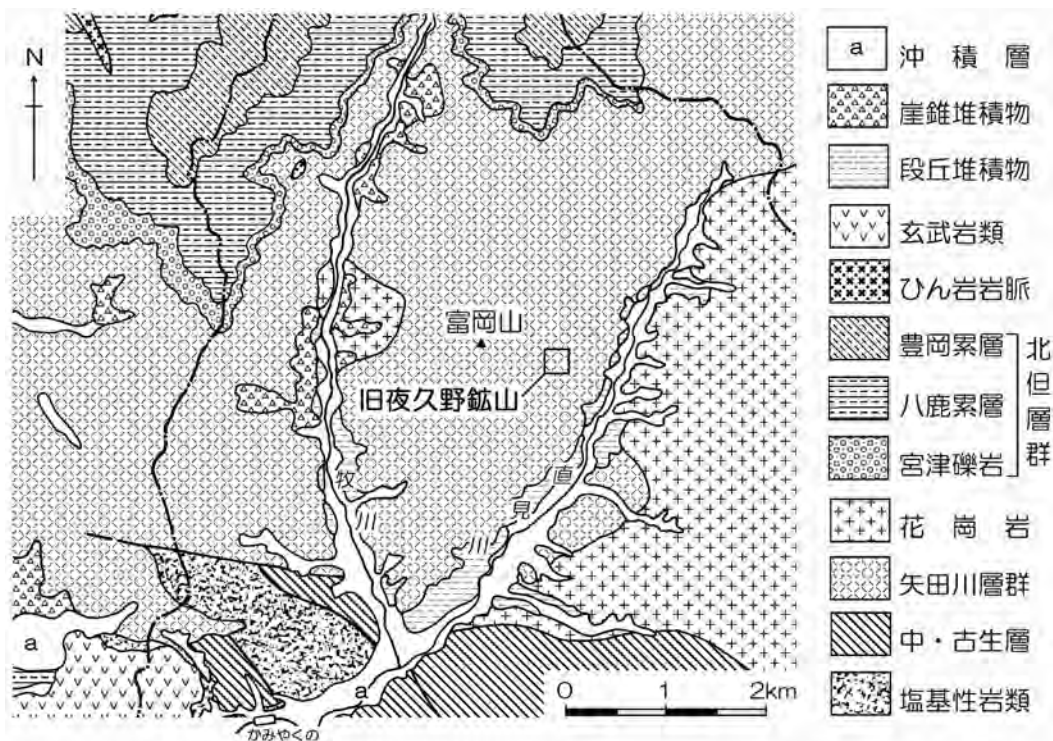 N
富岡山
旧夜久野鉱山
牧
川
直
見
川
a
a
かみやくの
0 1 2km
a 沖積層
崖錐堆積物
段丘堆積物
玄武岩類
ひん岩岩脈
豊岡累層
八鹿累層
宮津礫岩
北但層群
花崗岩
矢田川層群
中・古生層
塩基性岩類